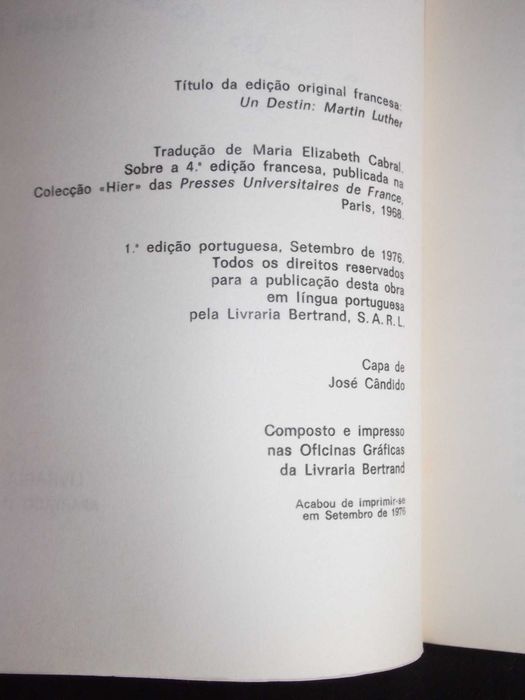 Título da edição original francesa:
Un Destin: Martin Luther
Tradução de Maria Elizabeth Cabral.
Sobre a 4.ª edição francesa, publicada na
Colecção «Hier» das Presses Universitaires de France,
Paris, 1968.
1.ª edição portuguesa, Setembro de 1976.
Todos os direitos reservados
para a publicação desta obra
em língua portuguesa
pela Livraria Bertrand, S. A. R. L.
Capa de
José Cândido
Composto e impresso
nas Oficinas Gráficas
da Livraria Bertrand
Acabou de imprimir-se
em Setembro de 1976